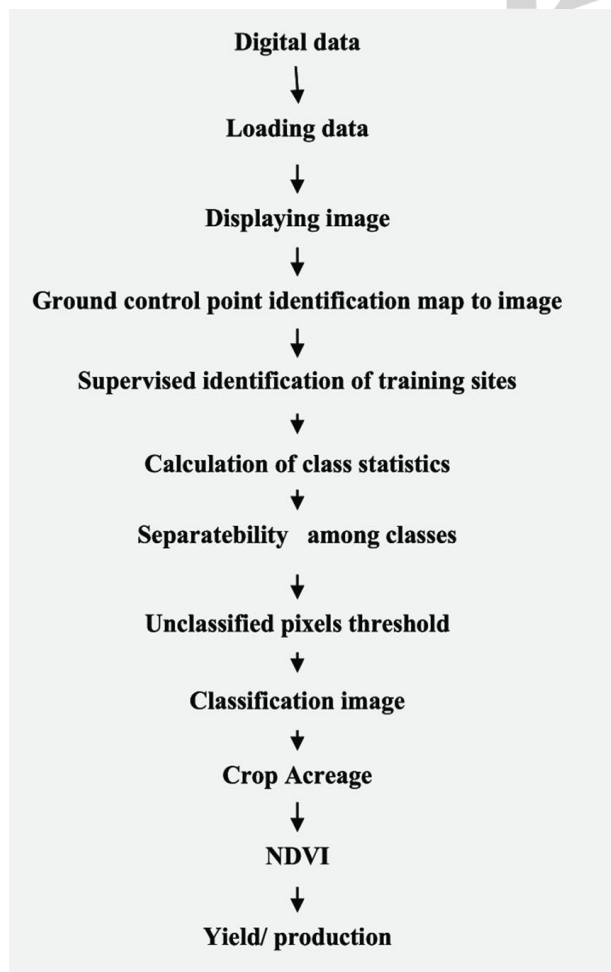 Digital data
Loading data
Displaying image
Ground control point identification map to image
Supervised identification of training sites
Calculation of class statistics
Separatebility among classes
Unclassified pixels threshold
Classification image
Crop Acreage
NDVI
Yield/ production